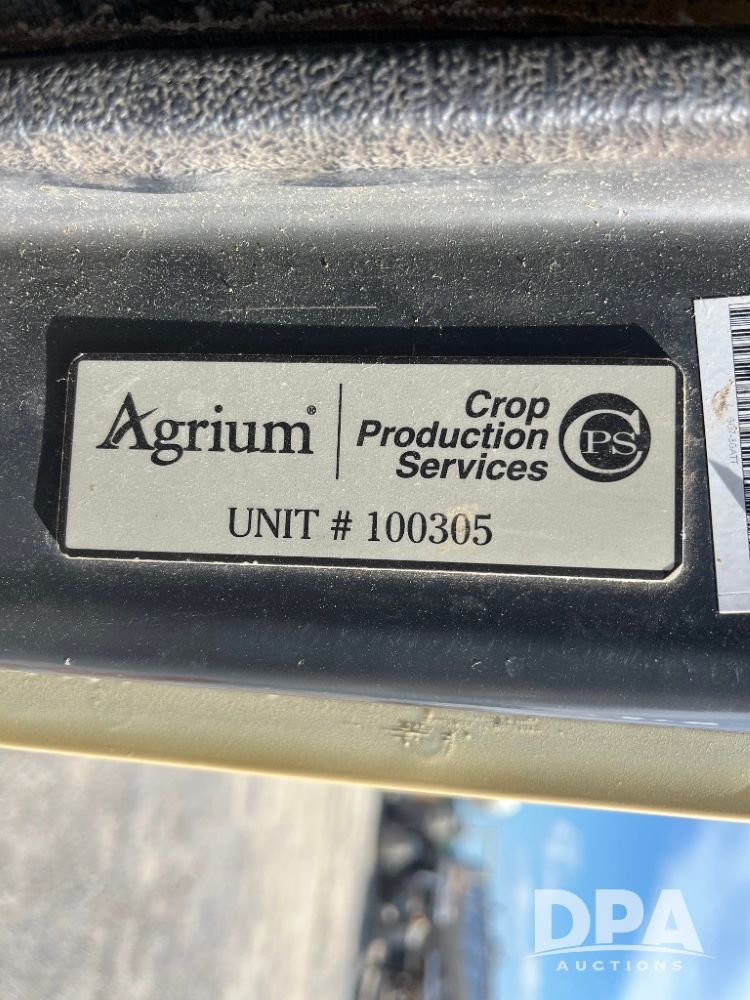 Agrium®
Crop
Production
Services
CPS
UNIT # 100305
DPA
AUCTIONS